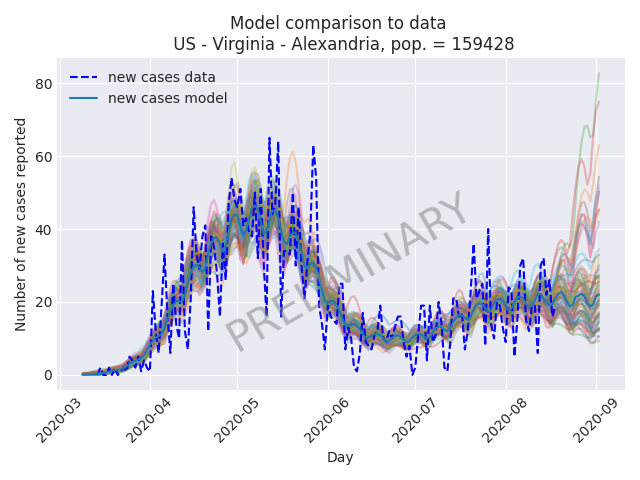 Model comparison to data
US - Virginia - Alexandria, pop. = 159428
new cases data
new cases model
80
60
40
20
0
Number of new cases reported
PRELIMINARY
2020-03
2020-04
2020-05
2020-06
2020-07
2020-08
2020-09
Day